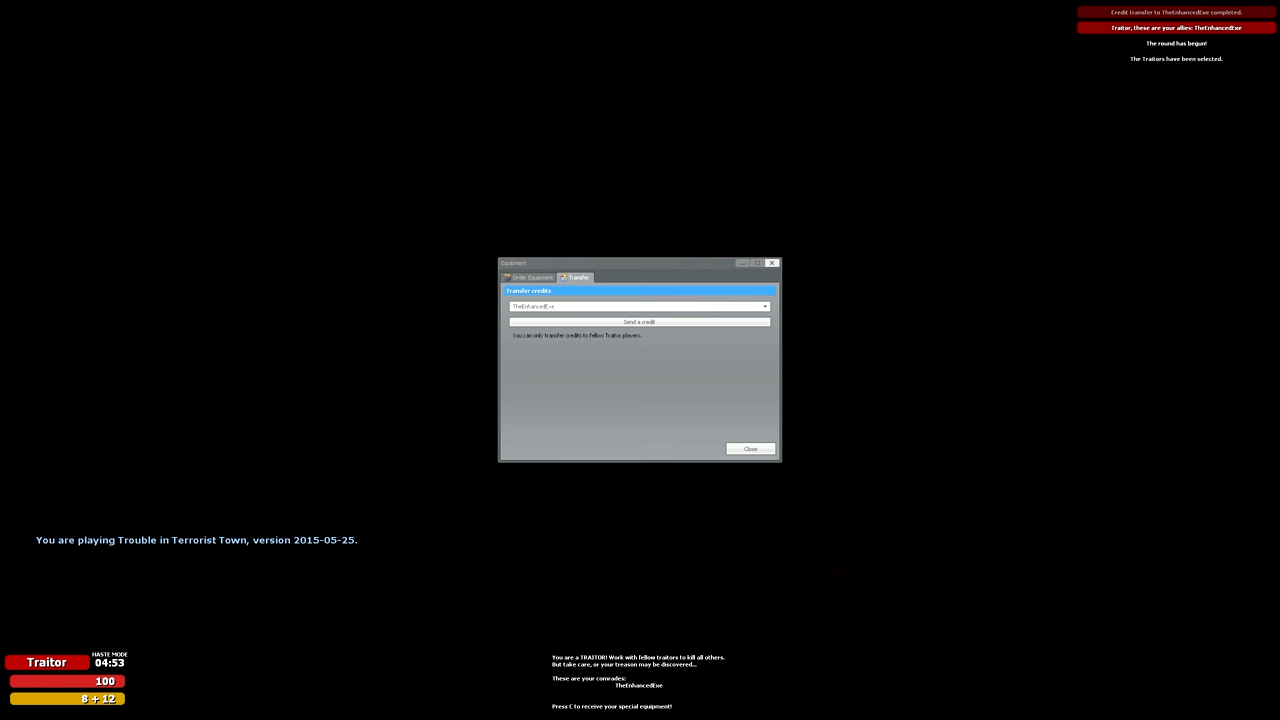 Credit transfer to TheEnhancedExe completed.
Traitor, these are your allies: TheEnhancedExe
The round has begun!
The Traitors have been selected.
Equipment
Order Equipment
Transfer
Transfer credits
TheEnhancedExe
Send a credit
You can only transfer credits to fellow Traitor players.
Close
You are playing Trouble in Terrorist Town, version 2015-05-25.
HASTE MODE
Traitor 04:53
100
8 + 12
You are a TRAITOR! Work with fellow traitors to kill all others.
But take care, or your treason may be discovered...
These are your comrades:
TheEnhancedExe
Press C to receive your special equipment!